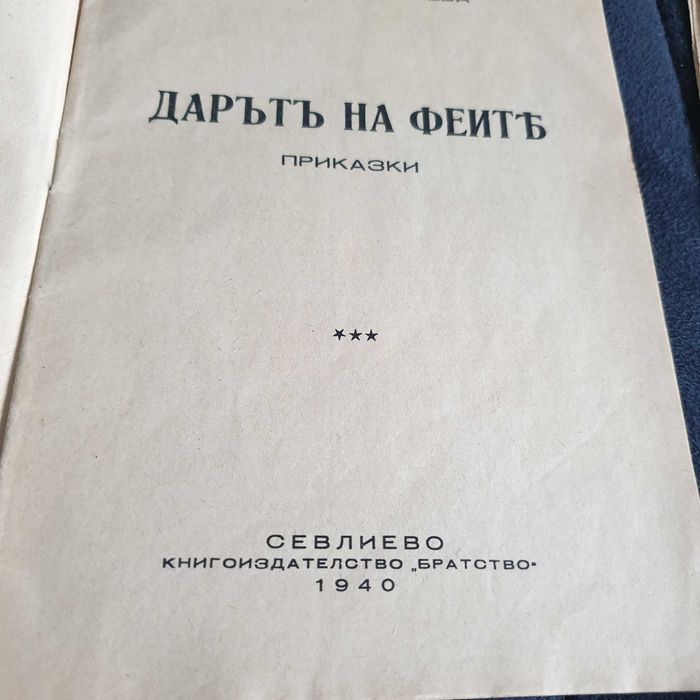 ДАРЪТЪ НА ФЕИТѢ
ПРИКАЗКИ
★★★
СЕВЛИЕВО
КНИГОИЗДАТЕЛСТВО „БРАТСТВО“
1940